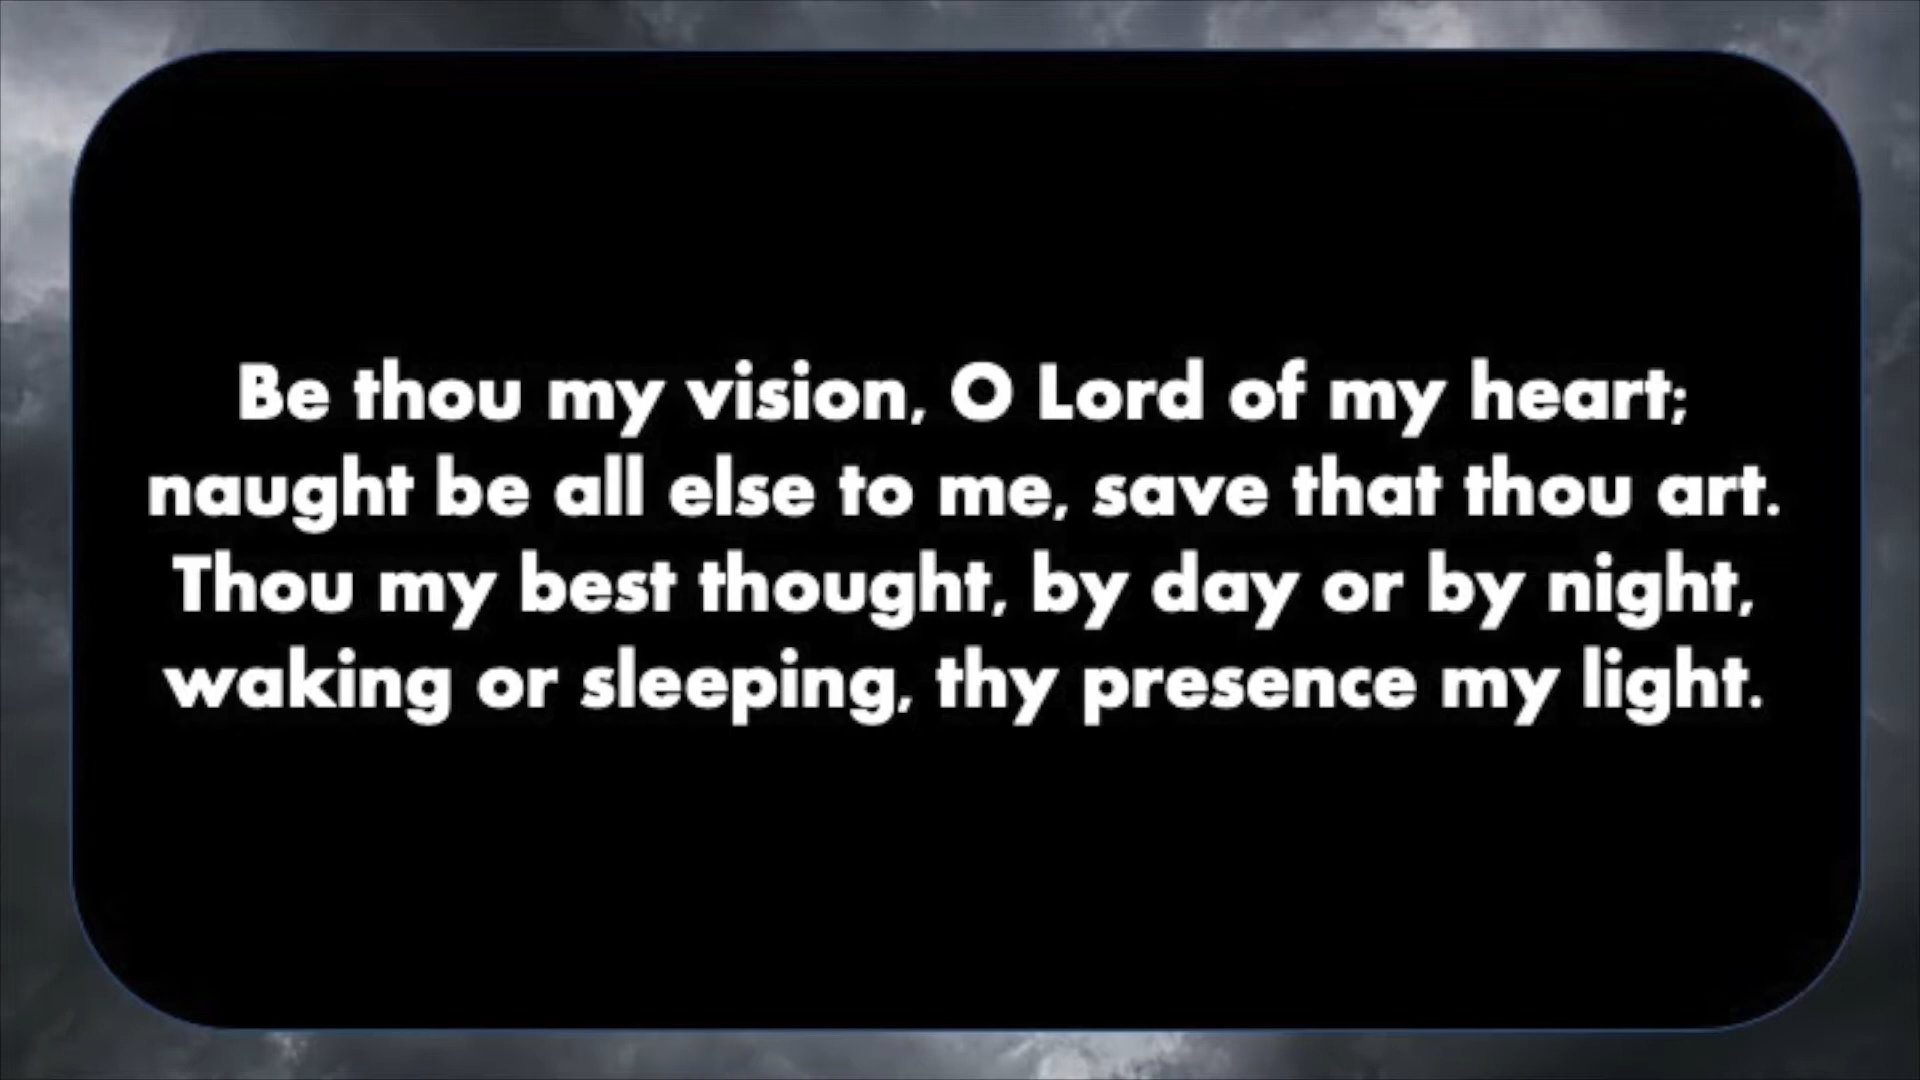 Be thou my vision, O Lord of my heart;
naught be all else to me, save that thou art.
Thou my best thought, by day or by night,
waking or sleeping, thy presence my light.